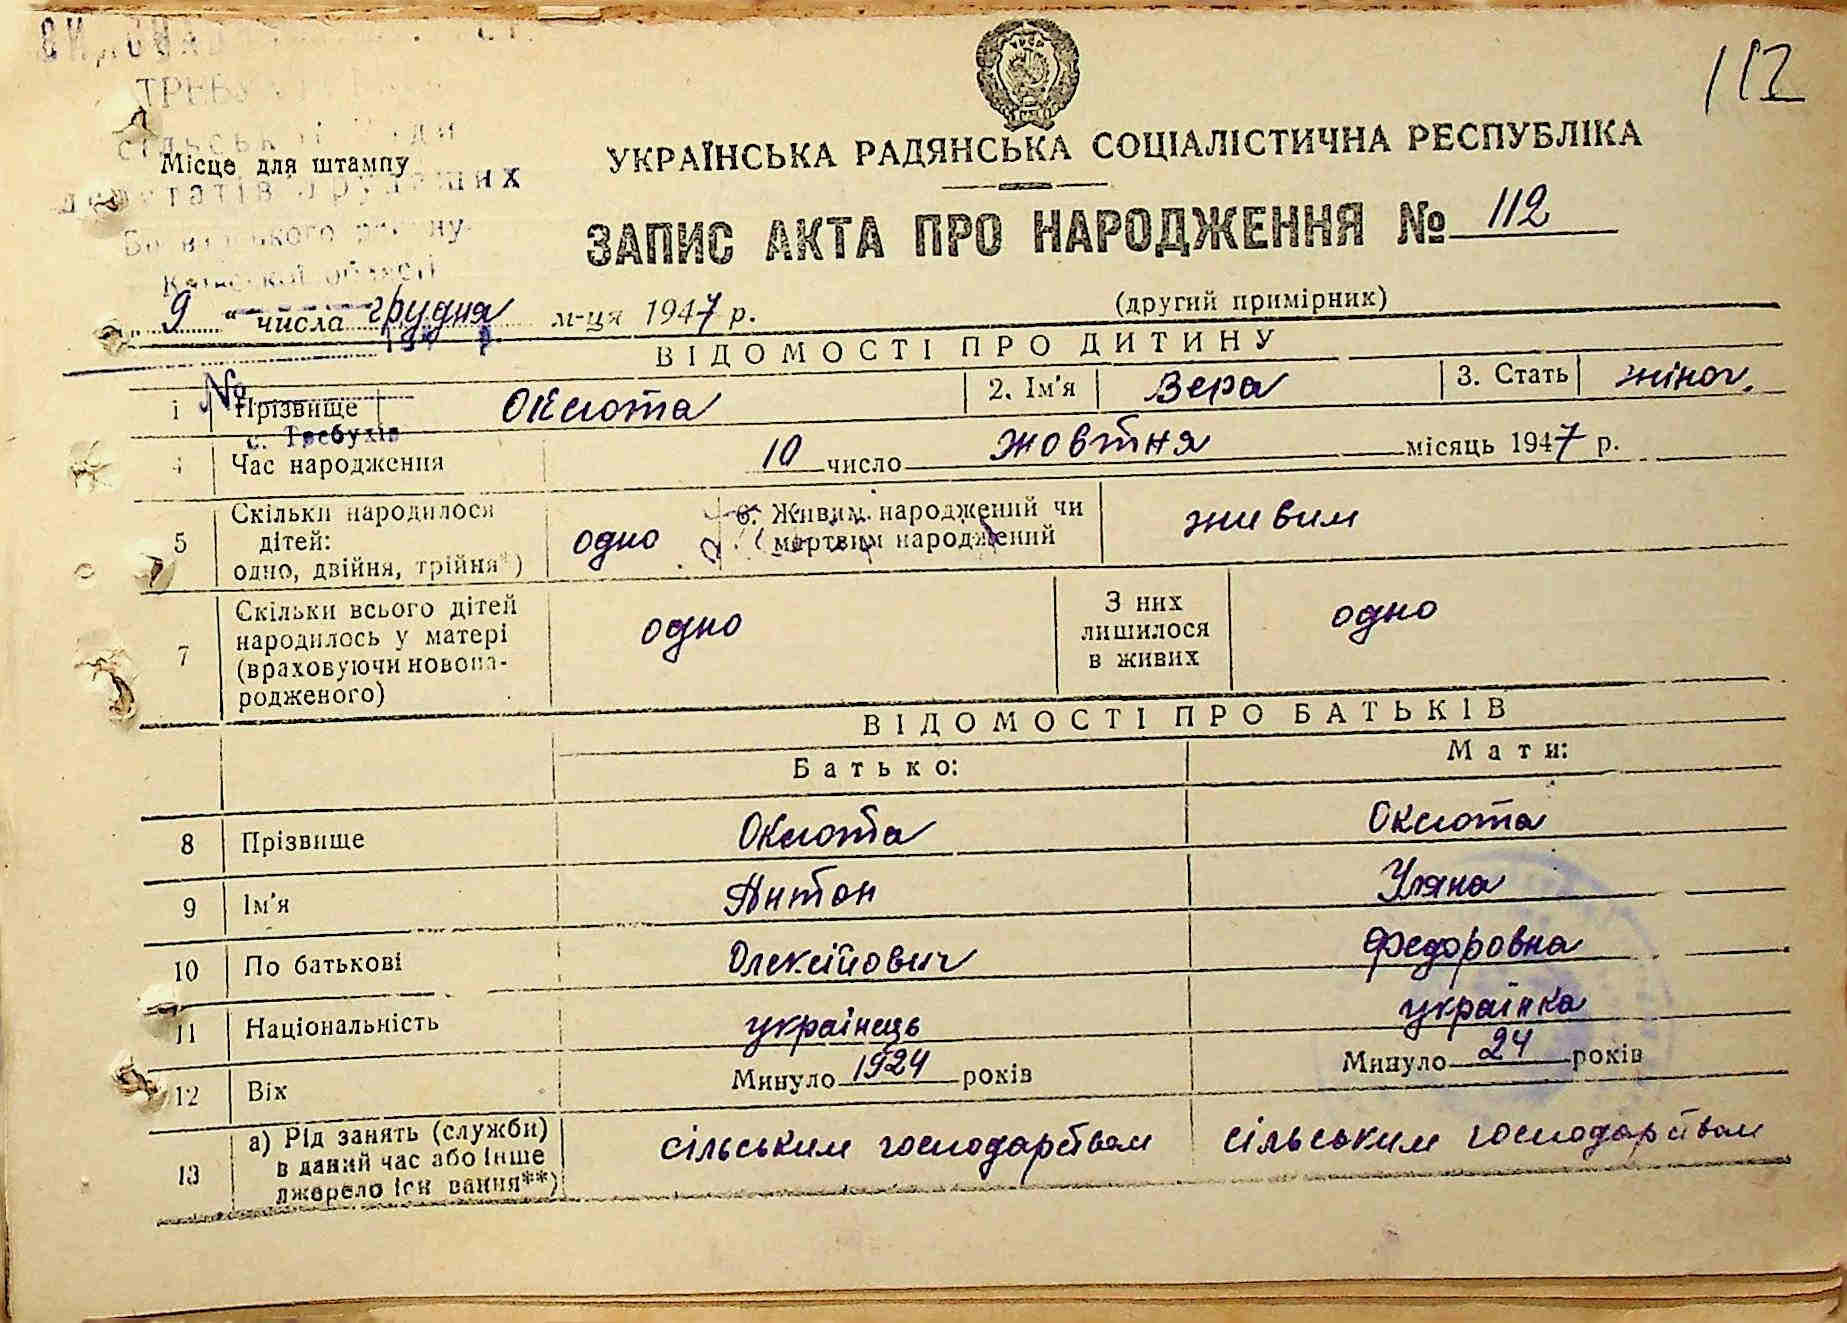 112
Місце для штампу
УКРАЇНСЬКА РАДЯНСЬКА СОЦІАЛІСТИЧНА РЕСПУБЛІКА
ЗАПИС АКТА ПРО НАРОДЖЕННЯ № 112
(другий примірник)
9 " числа грудня м-ця 1947 р.
№
с. Требухів
ВІДОМОСТІ ПРО ДИТИНУ
1 Прізвище Оксюта 2. Ім'я Вера 3. Стать жіноч.
4 Час народження 10 число жовтня місяць 1947 р.
5 Скільки народилося дітей: одно, двійня, трійня*) одно 6. Живим народжений чи мертвим народжений живим
7 Скільки всього дітей народилось у матері (враховуючи новона-родженого) одно З них лишилося в живих одно
ВІДОМОСТІ ПРО БАТЬКІВ
Батько: Мати:
8 Прізвище Оксюта Оксюта
9 Ім'я Антон Уляна
10 По батькові Олексійович Федоровна
11 Національність українець українка
12 Вік Минуло 1924 років Минуло 24 років
13 а) Рід занять (служби) в даний час або інше джерело існ вання**) сільським господарством сільським господарством